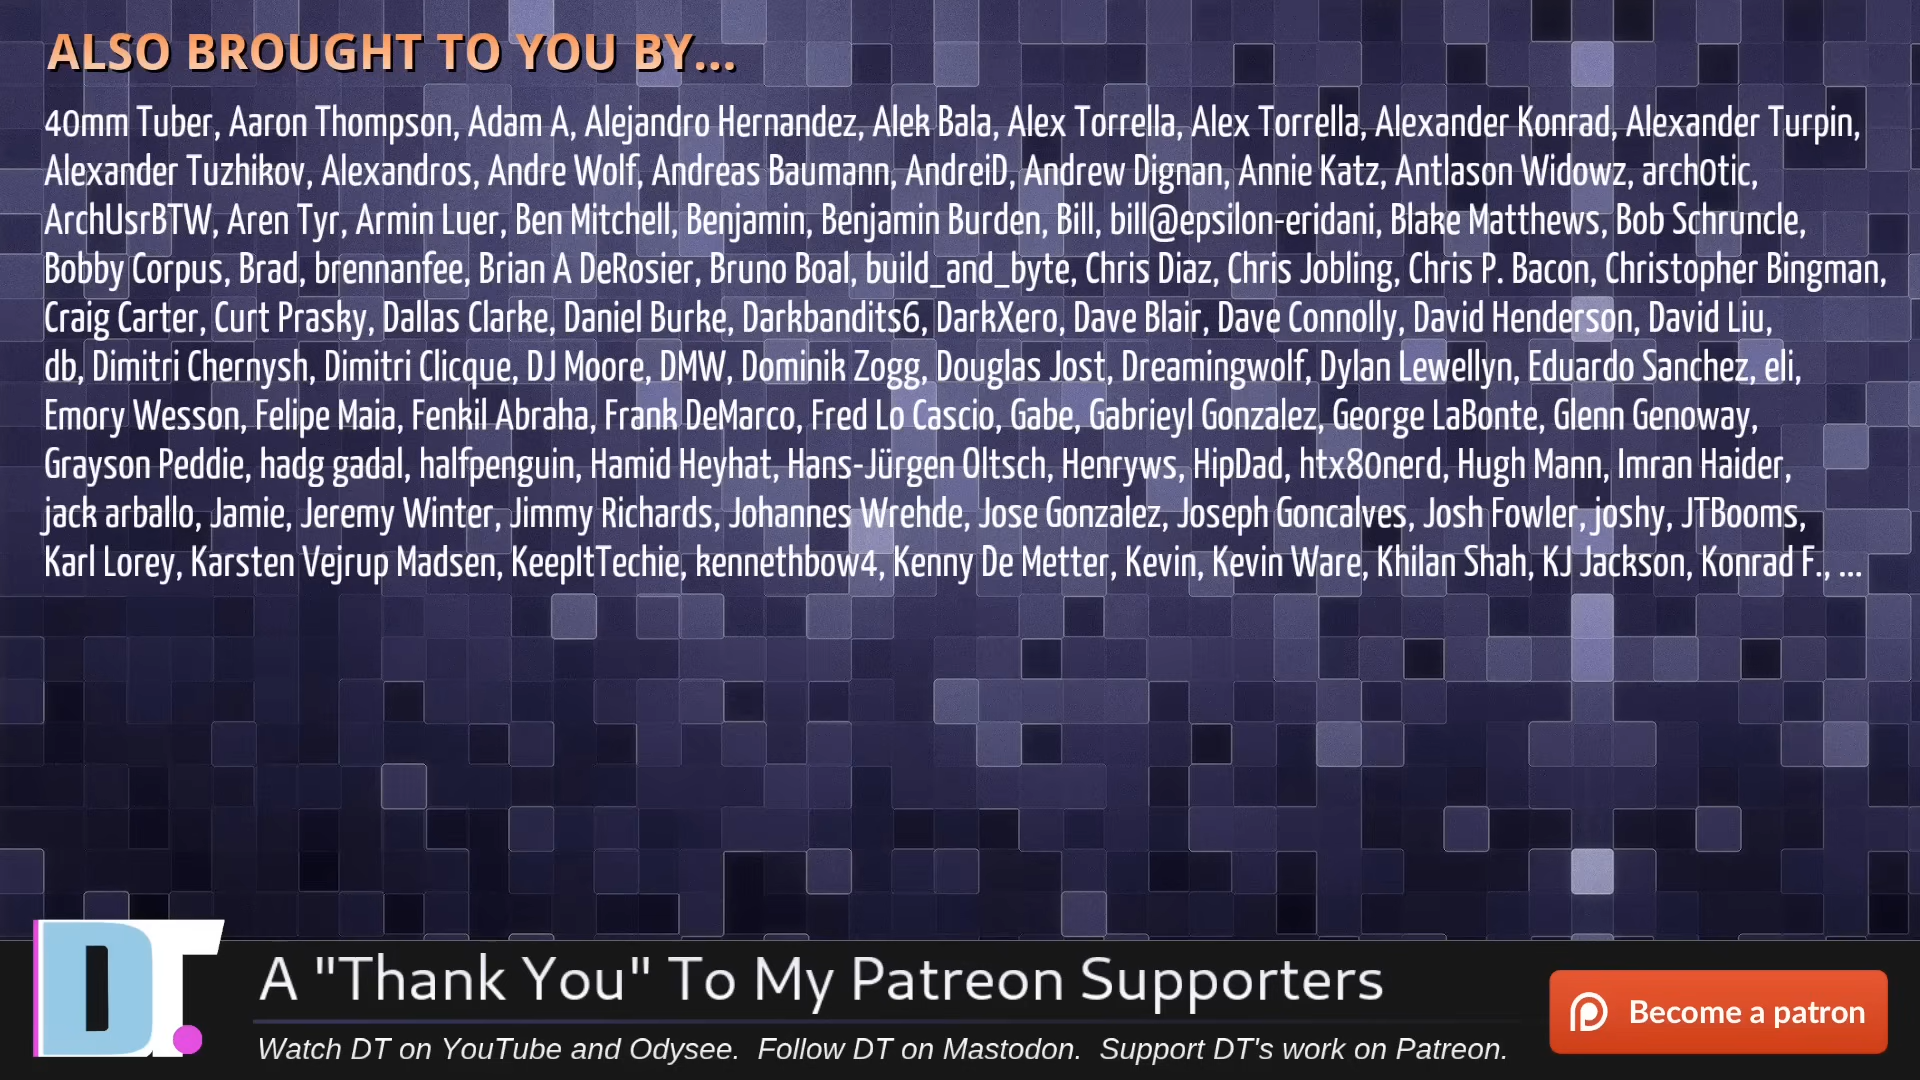 ALSO BROUGHT TO YOU BY...
40mm Tuber, Aaron Thompson, Adam A, Alejandro Hernandez, Alek Bala, Alex Torrella, Alex Torrella, Alexander Konrad, Alexander Turpin,
Alexander Tuzhikov, Alexandros, Andre Wolf, Andreas Baumann, AndreiD, Andrew Dignan, Annie Katz, Antlason Widowz, arch0tic,
ArchUsrBTW, Aren Tyr, Armin Luer, Ben Mitchell, Benjamin, Benjamin Burden, Bill, bill@epsilon-eridani, Blake Matthews, Bob Schruncle,
Bobby Corpus, Brad, brennanfee, Brian A DeRosier, Bruno Boal, build_and_byte, Chris Diaz, Chris Jobling, Chris P. Bacon, Christopher Bingman,
Craig Carter, Curt Prasky, Dallas Clarke, Daniel Burke, Darkbandits6, DarkXero, Dave Blair, Dave Connolly, David Henderson, David Liu,
db, Dimitri Chernysh, Dimitri Clicque, DJ Moore, DMW, Dominik Zogg, Douglas Jost, Dreamingwolf, Dylan Lewellyn, Eduardo Sanchez, eli,
Emory Wesson, Felipe Maia, Fenkil Abraha, Frank DeMarco, Fred Lo Cascio, Gabe, Gabrieyl Gonzalez, George LaBonte, Glenn Genoway,
Grayson Peddie, hadg gadal, halfpenguin, Hamid Heyhat, Hans-Jürgen Oltsch, Henryws, HipDad, htx80nerd, Hugh Mann, Imran Haider,
jack arballo, Jamie, Jeremy Winter, Jimmy Richards, Johannes Wrehde, Jose Gonzalez, Joseph Goncalves, Josh Fowler, joshy, JTBooms,
Karl Lorey, Karsten Vejrup Madsen, KeepItTechie, kennethbow4, Kenny De Metter, Kevin, Kevin Ware, Khilan Shah, KJ Jackson, Konrad F., ...
DT.
A "Thank You" To My Patreon Supporters
Become a patron
Watch DT on YouTube and Odysee. Follow DT on Mastodon. Support DT's work on Patreon.